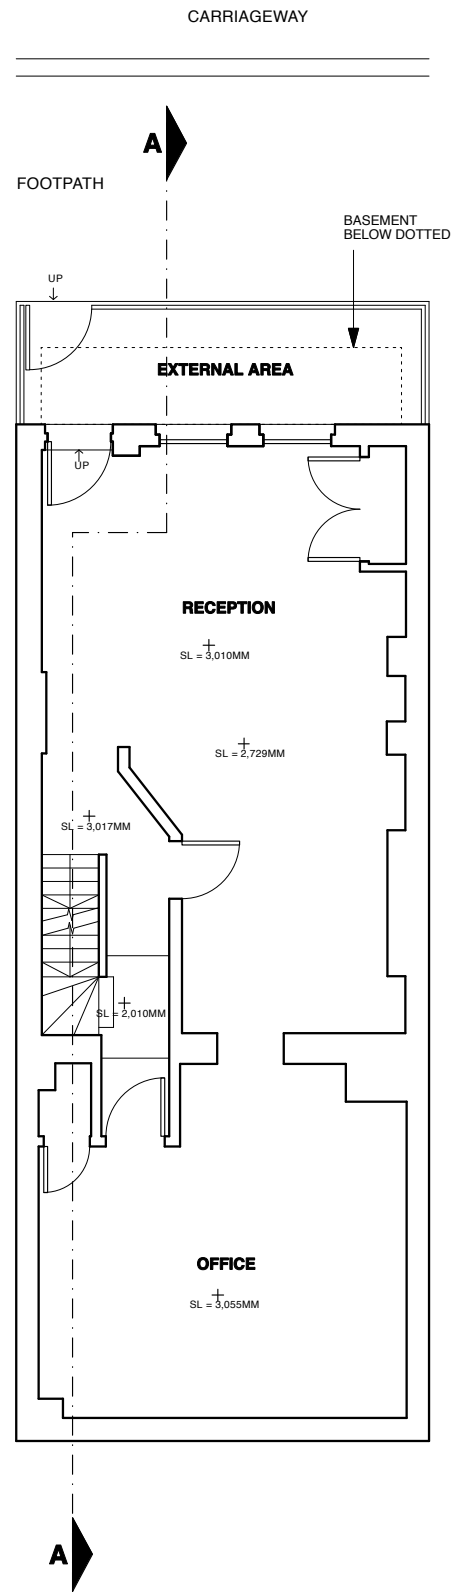 CARRIAGEWAY
A
FOOTPATH
BASEMENT
BELOW DOTTED
UP
EXTERNAL AREA
UP
RECEPTION
SL = 3,010MM
SL = 2,729MM
SL = 3,017MM
SL = 2,010MM
OFFICE
SL = 3,055MM
A